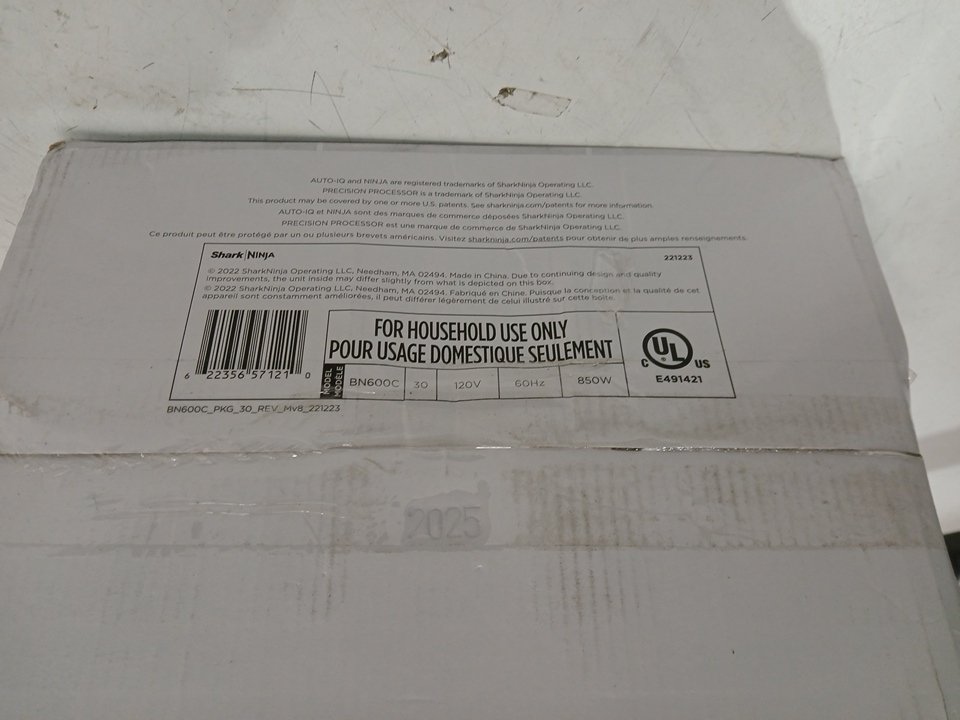 AUTO-IQ and NINJA are registered trademarks of SharkNinja Operating LLC.
PRECISION PROCESSOR is a trademark of SharkNinja Operating LLC.
This product may be covered by one or more U.S. patents. See sharkninja.com/patents for more information.
AUTO-IQ et NINJA sont des marques de commerce déposées SharkNinja Operating LLC.
PRECISION PROCESSOR est une marque de commerce de SharkNinja Operating LLC.
Ce produit peut être protégé par un ou plusieurs brevets américains. Visitez sharkninja.com/patents pour obtenir de plus amples renseignements.
Shark | NINJA
221223
© 2022 SharkNinja Operating LLC, Needham, MA 02494. Made in China. Due to continuing design and quality
improvements, the unit inside may differ slightly from what is depicted on this box.
© 2022 SharkNinja Operating LLC, Needham, MA 02494. Fabriqué en Chine. Puisque la conception et la qualité de cet
appareil sont constamment améliorées, il peut différer légèrement de celui illustré sur cette boîte.
FOR HOUSEHOLD USE ONLY
POUR USAGE DOMESTIQUE SEULEMENT
MODEL
MODÈLE
BN600C 30 120V 60Hz 850W
C UL US
E491421
6 22356 57121 0
BN600C_PKG_30_REV_Mv8_221223
2025